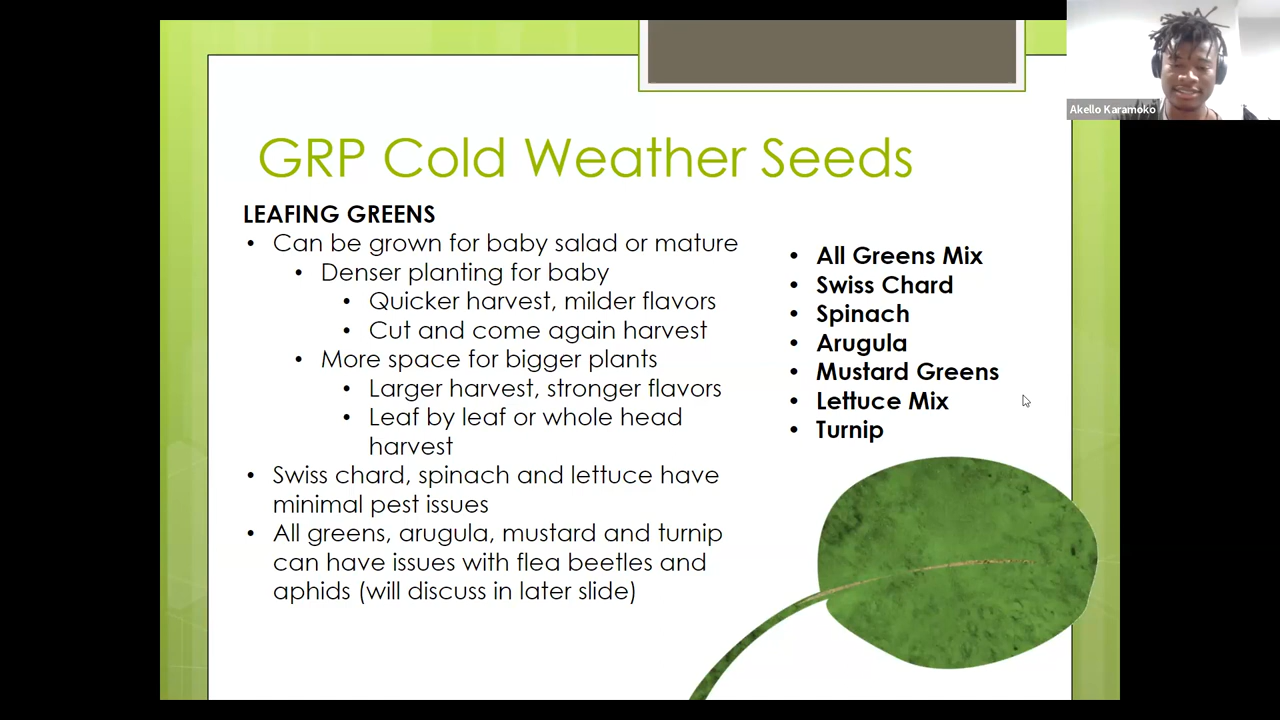 Akello Karamoko
GRP Cold Weather Seeds
LEAFING GREENS
• Can be grown for baby salad or mature
• Denser planting for baby
• Quicker harvest, milder flavors
• Cut and come again harvest
• More space for bigger plants
• Larger harvest, stronger flavors
• Leaf by leaf or whole head
harvest
• Swiss chard, spinach and lettuce have
minimal pest issues
• All greens, arugula, mustard and turnip
can have issues with flea beetles and
aphids (will discuss in later slide)
• All Greens Mix
• Swiss Chard
• Spinach
• Arugula
• Mustard Greens
• Lettuce Mix
• Turnip